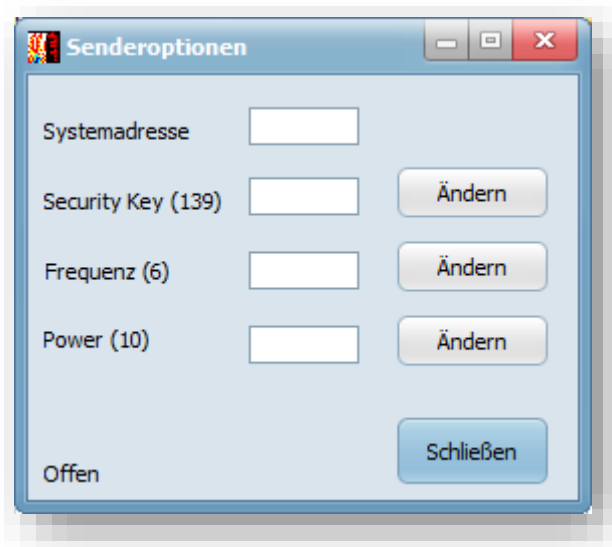 Senderoptionen
Systemadresse
Security Key (139) Ändern
Frequenz (6) Ändern
Power (10) Ändern
Schließen
Offen